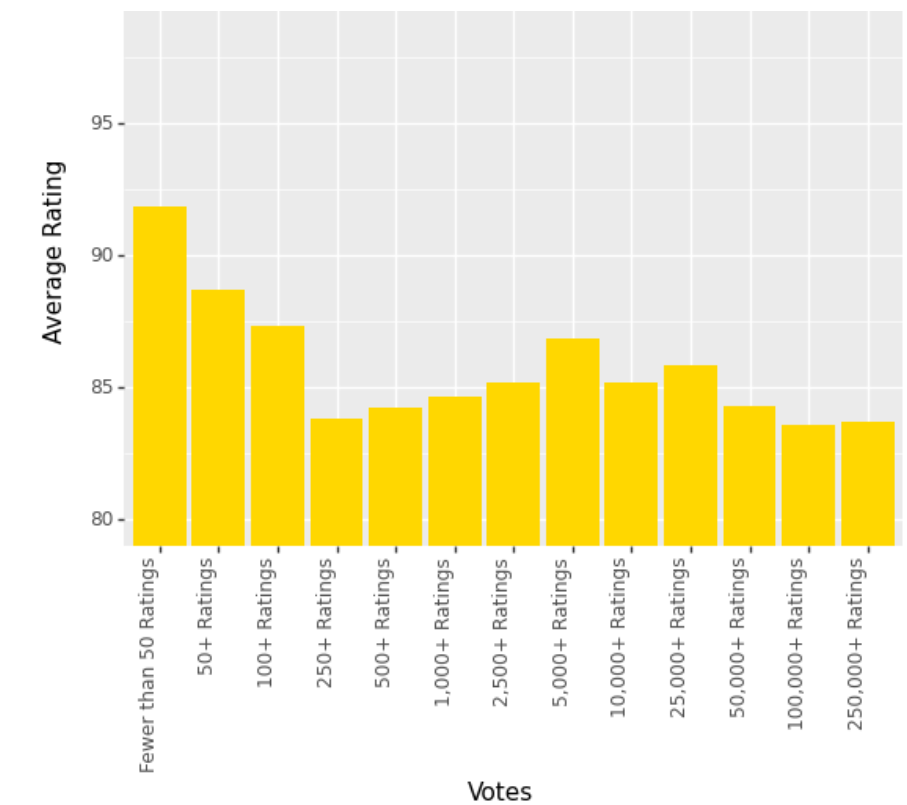 95
90
85
80
Average Rating
Fewer than 50 Ratings
50+ Ratings
100+ Ratings
250+ Ratings
500+ Ratings
1,000+ Ratings
2,500+ Ratings
5,000+ Ratings
10,000+ Ratings
25,000+ Ratings
50,000+ Ratings
100,000+ Ratings
250,000+ Ratings
Votes